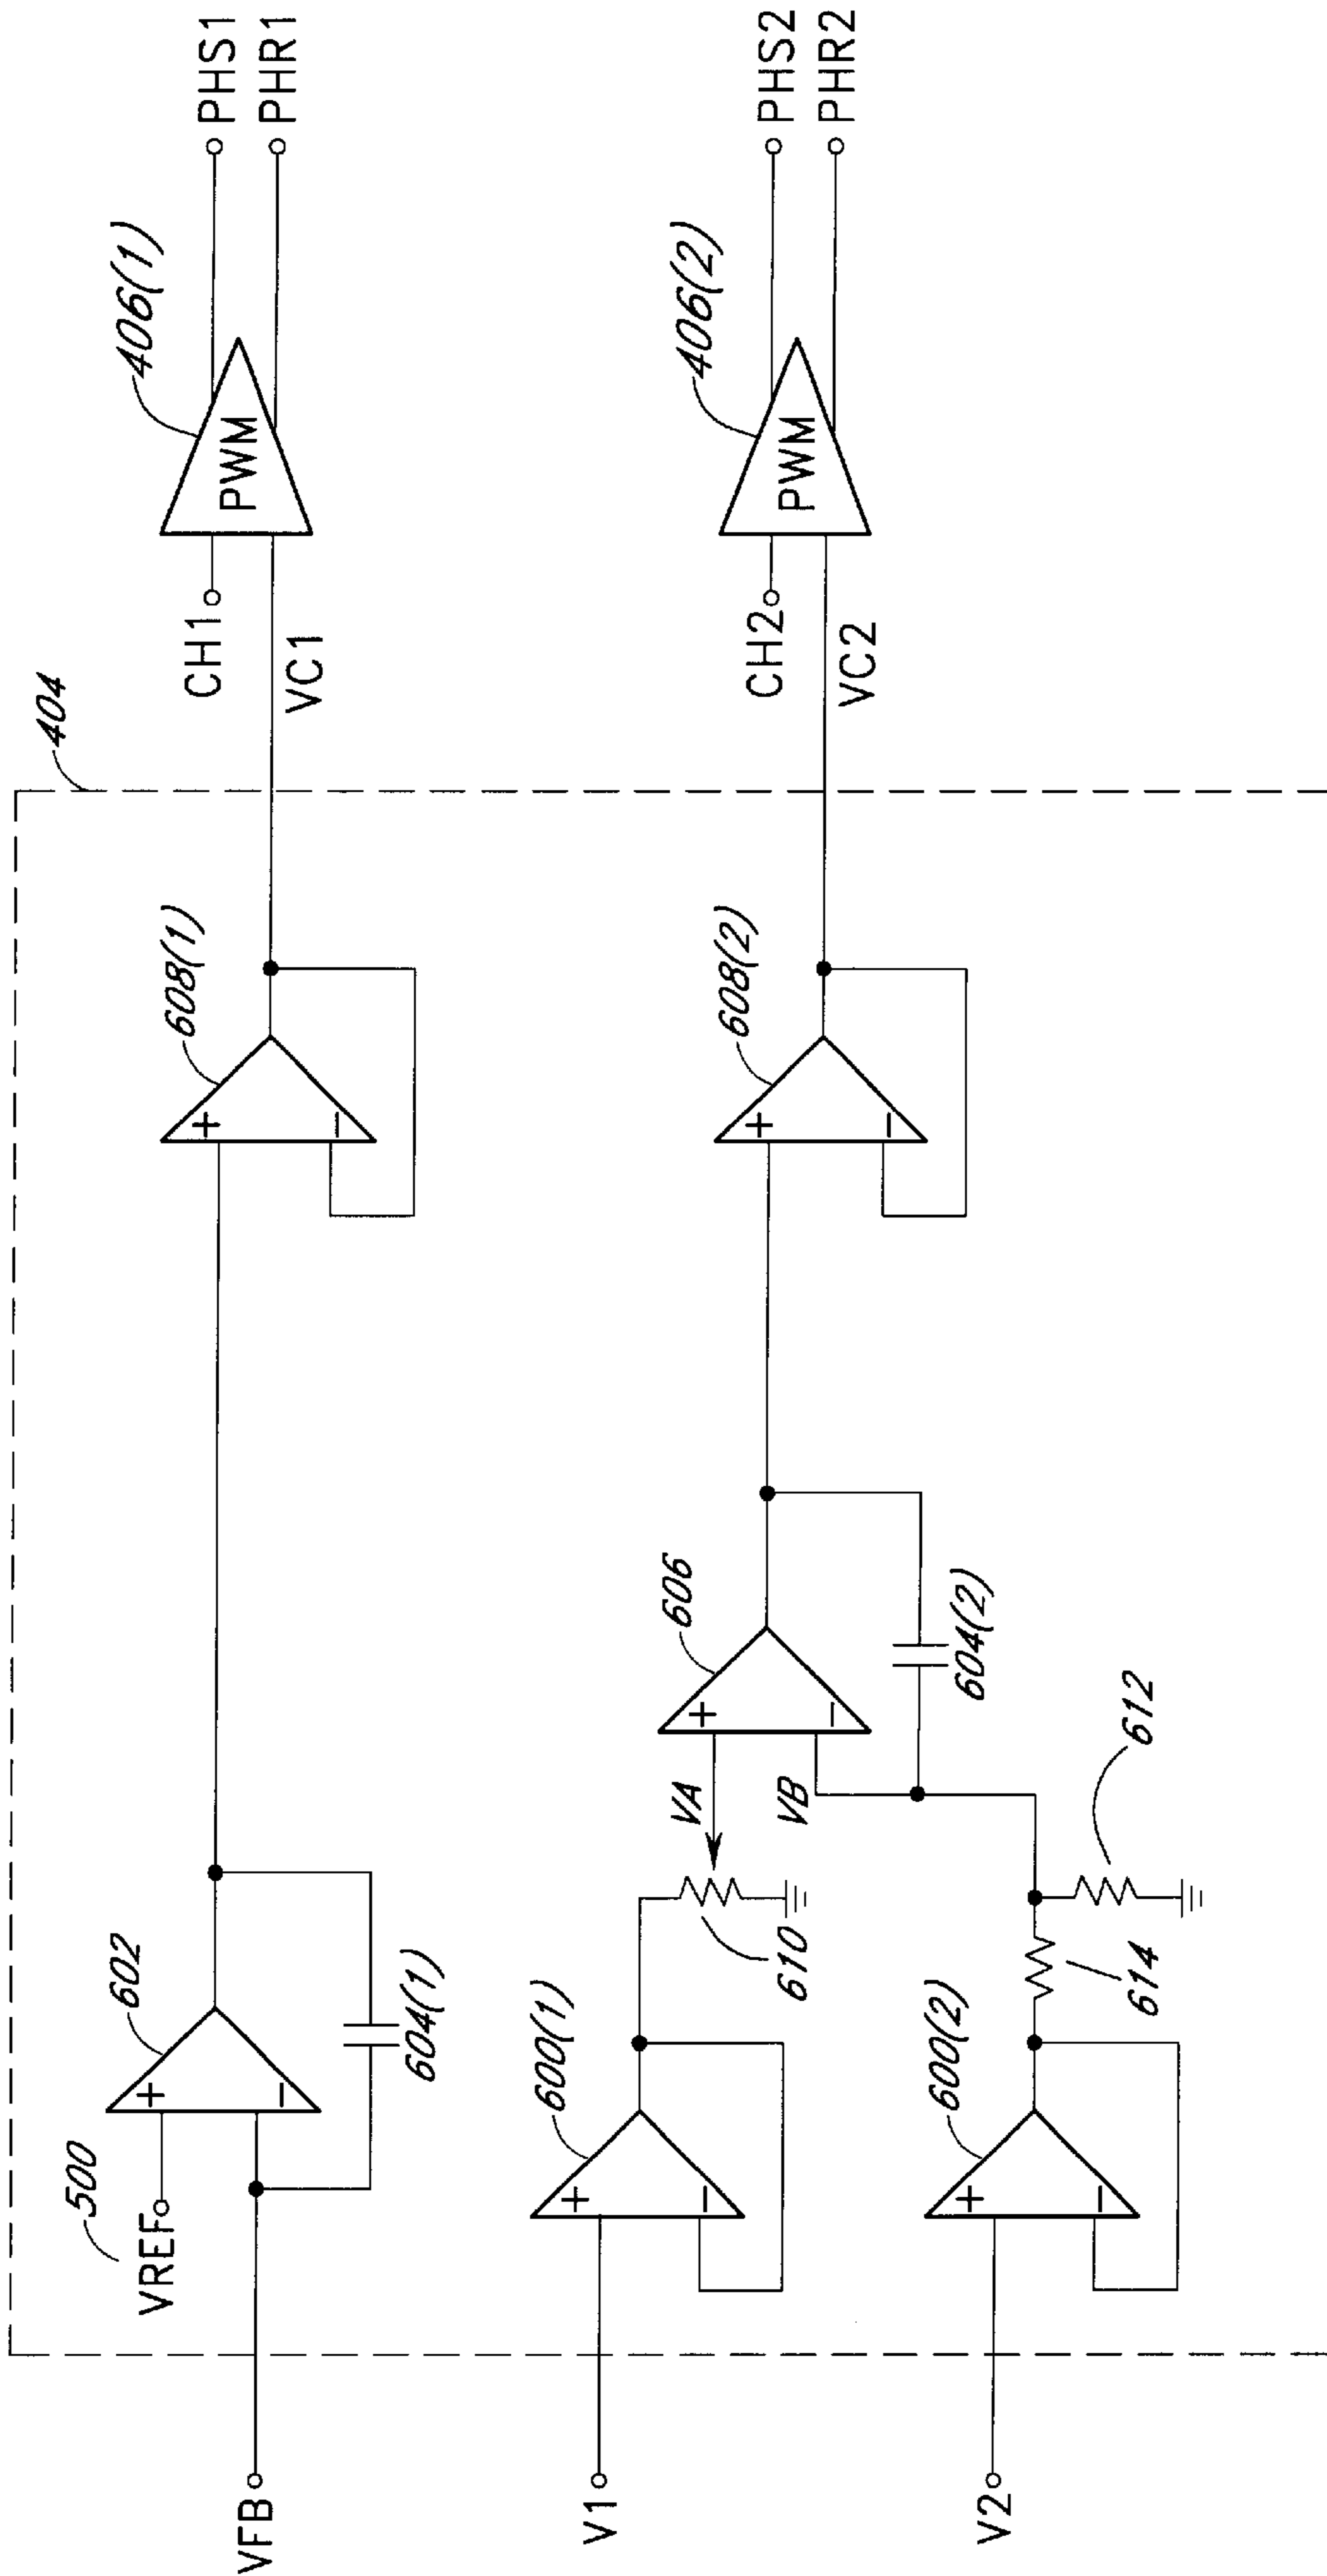 404
500
VREF
VFB
602
+
−
604(1)
608(1)
+
−
CH1
VC1
PWM
406(1)
PHS1
PHR1
V1
600(1)
+
−
610
VA
VB
606
+
−
604(2)
608(2)
+
−
CH2
VC2
PWM
406(2)
PHS2
PHR2
V2
600(2)
+
−
614
612